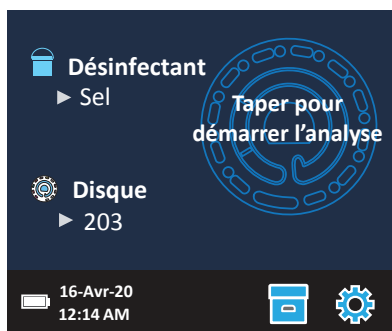 Désinfectant
Sel
Taper pour
démarrer l’analyse
Disque
203
16-Avr-20
12:14 AM